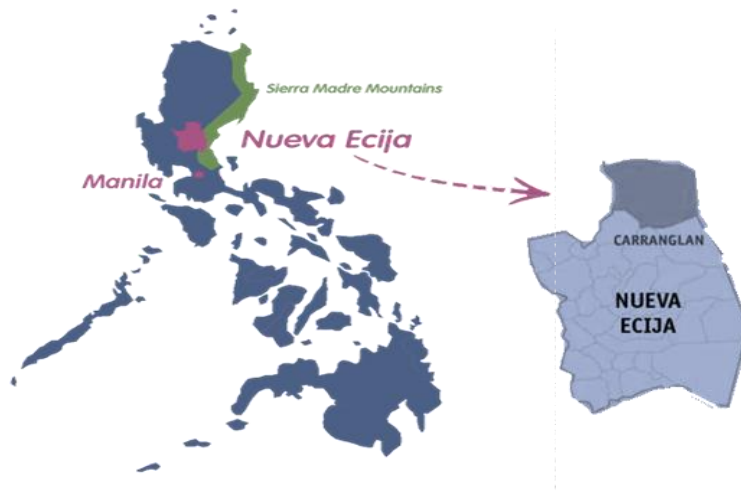 Sierra Madre Mountains
Nueva Ecija
Manila
CARRANGLAN
NUEVA
ECIJA